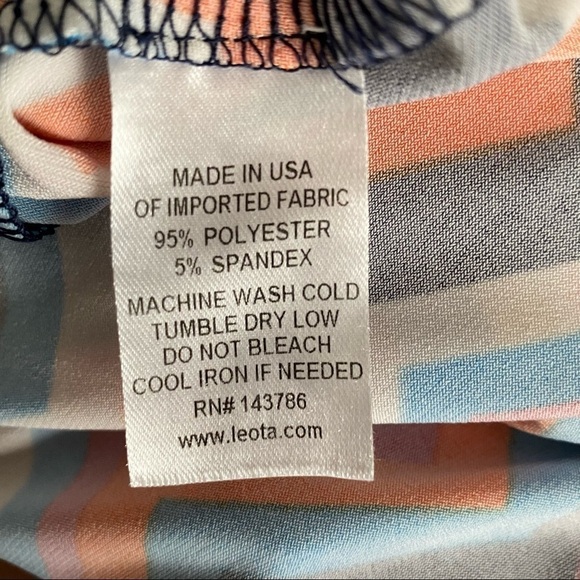 MADE IN USA
OF IMPORTED FABRIC
95% POLYESTER
5% SPANDEX
MACHINE WASH COLD
TUMBLE DRY LOW
DO NOT BLEACH
COOL IRON IF NEEDED
RN# 143786
www.leota.com